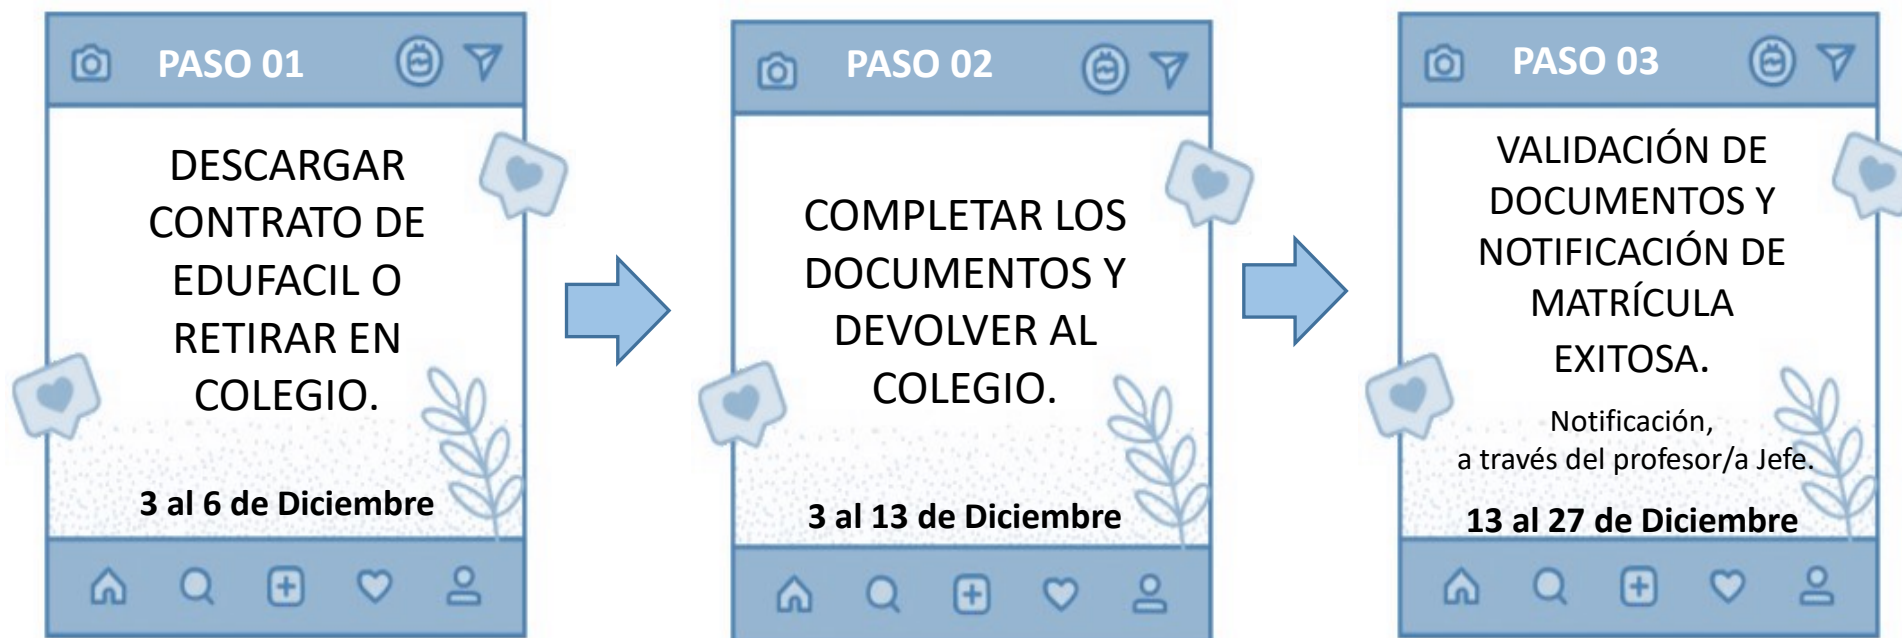 PASO 01
DESCARGAR
CONTRATO DE
EDUFACIL O
RETIRAR EN
COLEGIO.
3 al 6 de Diciembre
PASO 02
COMPLETAR LOS
DOCUMENTOS Y
DEVOLVER AL
COLEGIO.
3 al 13 de Diciembre
PASO 03
VALIDACIÓN DE
DOCUMENTOS Y
NOTIFICACIÓN DE
MATRÍCULA
EXITOSA.
Notificación,
a través del profesor/a Jefe.
13 al 27 de Diciembre